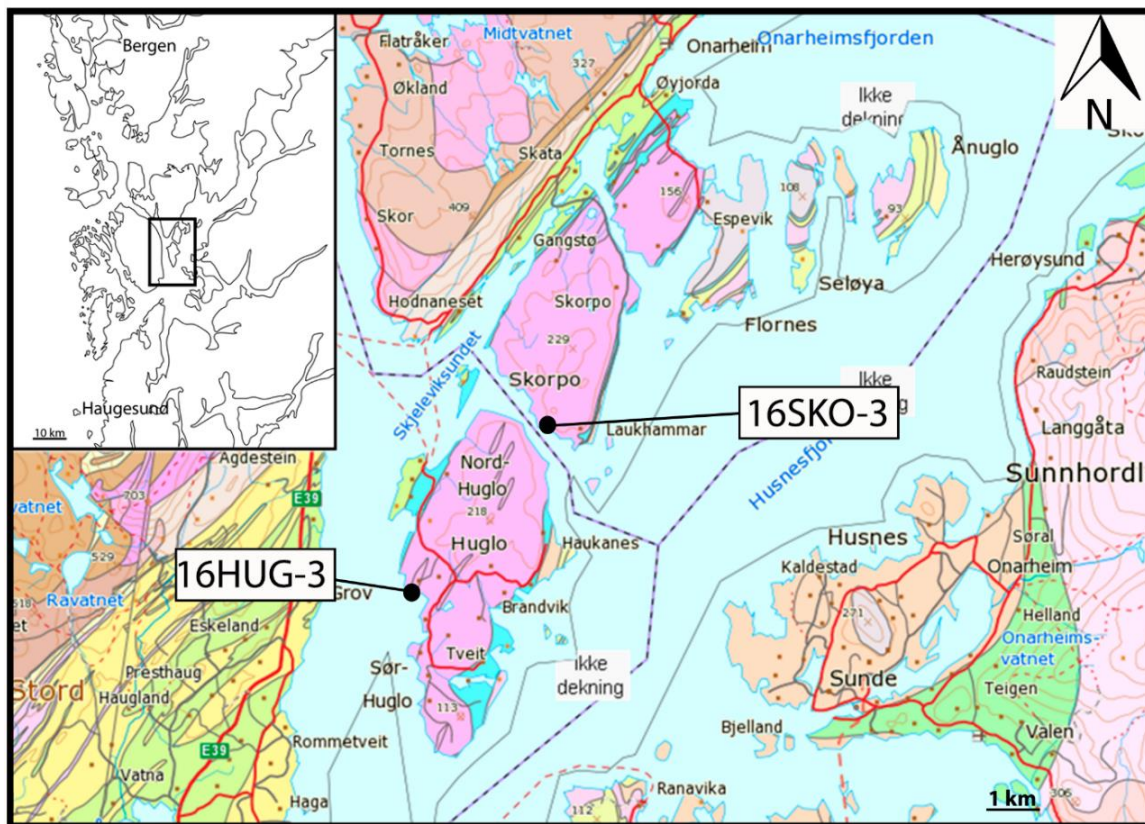 Bergen
Haugesund
10 km
Flatråker
Midtvatnet
327
Onarheim
Onarheimsfjorden
N
Økland
Øyjorda
Ikke
dekning
Ånuglo
Tornes
Skata
156
108
93
Skor
409
Espevik
Gangstø
Seløya
Herøysund
Hodnaneset
Skorpo
Flornes
229
Skorpo
Raudstein
Skjeleviksundet
16SKO-3
Ikke
Laukhammar
Langgåta
Husnesfjo
Sunnhordl
Agdestein
703
E39
Nord-
Huglo
218
Husnes
Søral
Onarheim
529
Huglo
Haukanes
Kaldestad
16HUG-3
Grov
271
Helland
Ravatnet
Eskeland
Brandvik
Onarheims-
vatnet
Presthaug
Tveit
Ikke
dekning
Sunde
Teigen
Stord
Haugland
Sør-
Huglo
113
Bjelland
Valen
E39
Rommetveit
Vatna
Haga
Ranavika
112
306
1 km